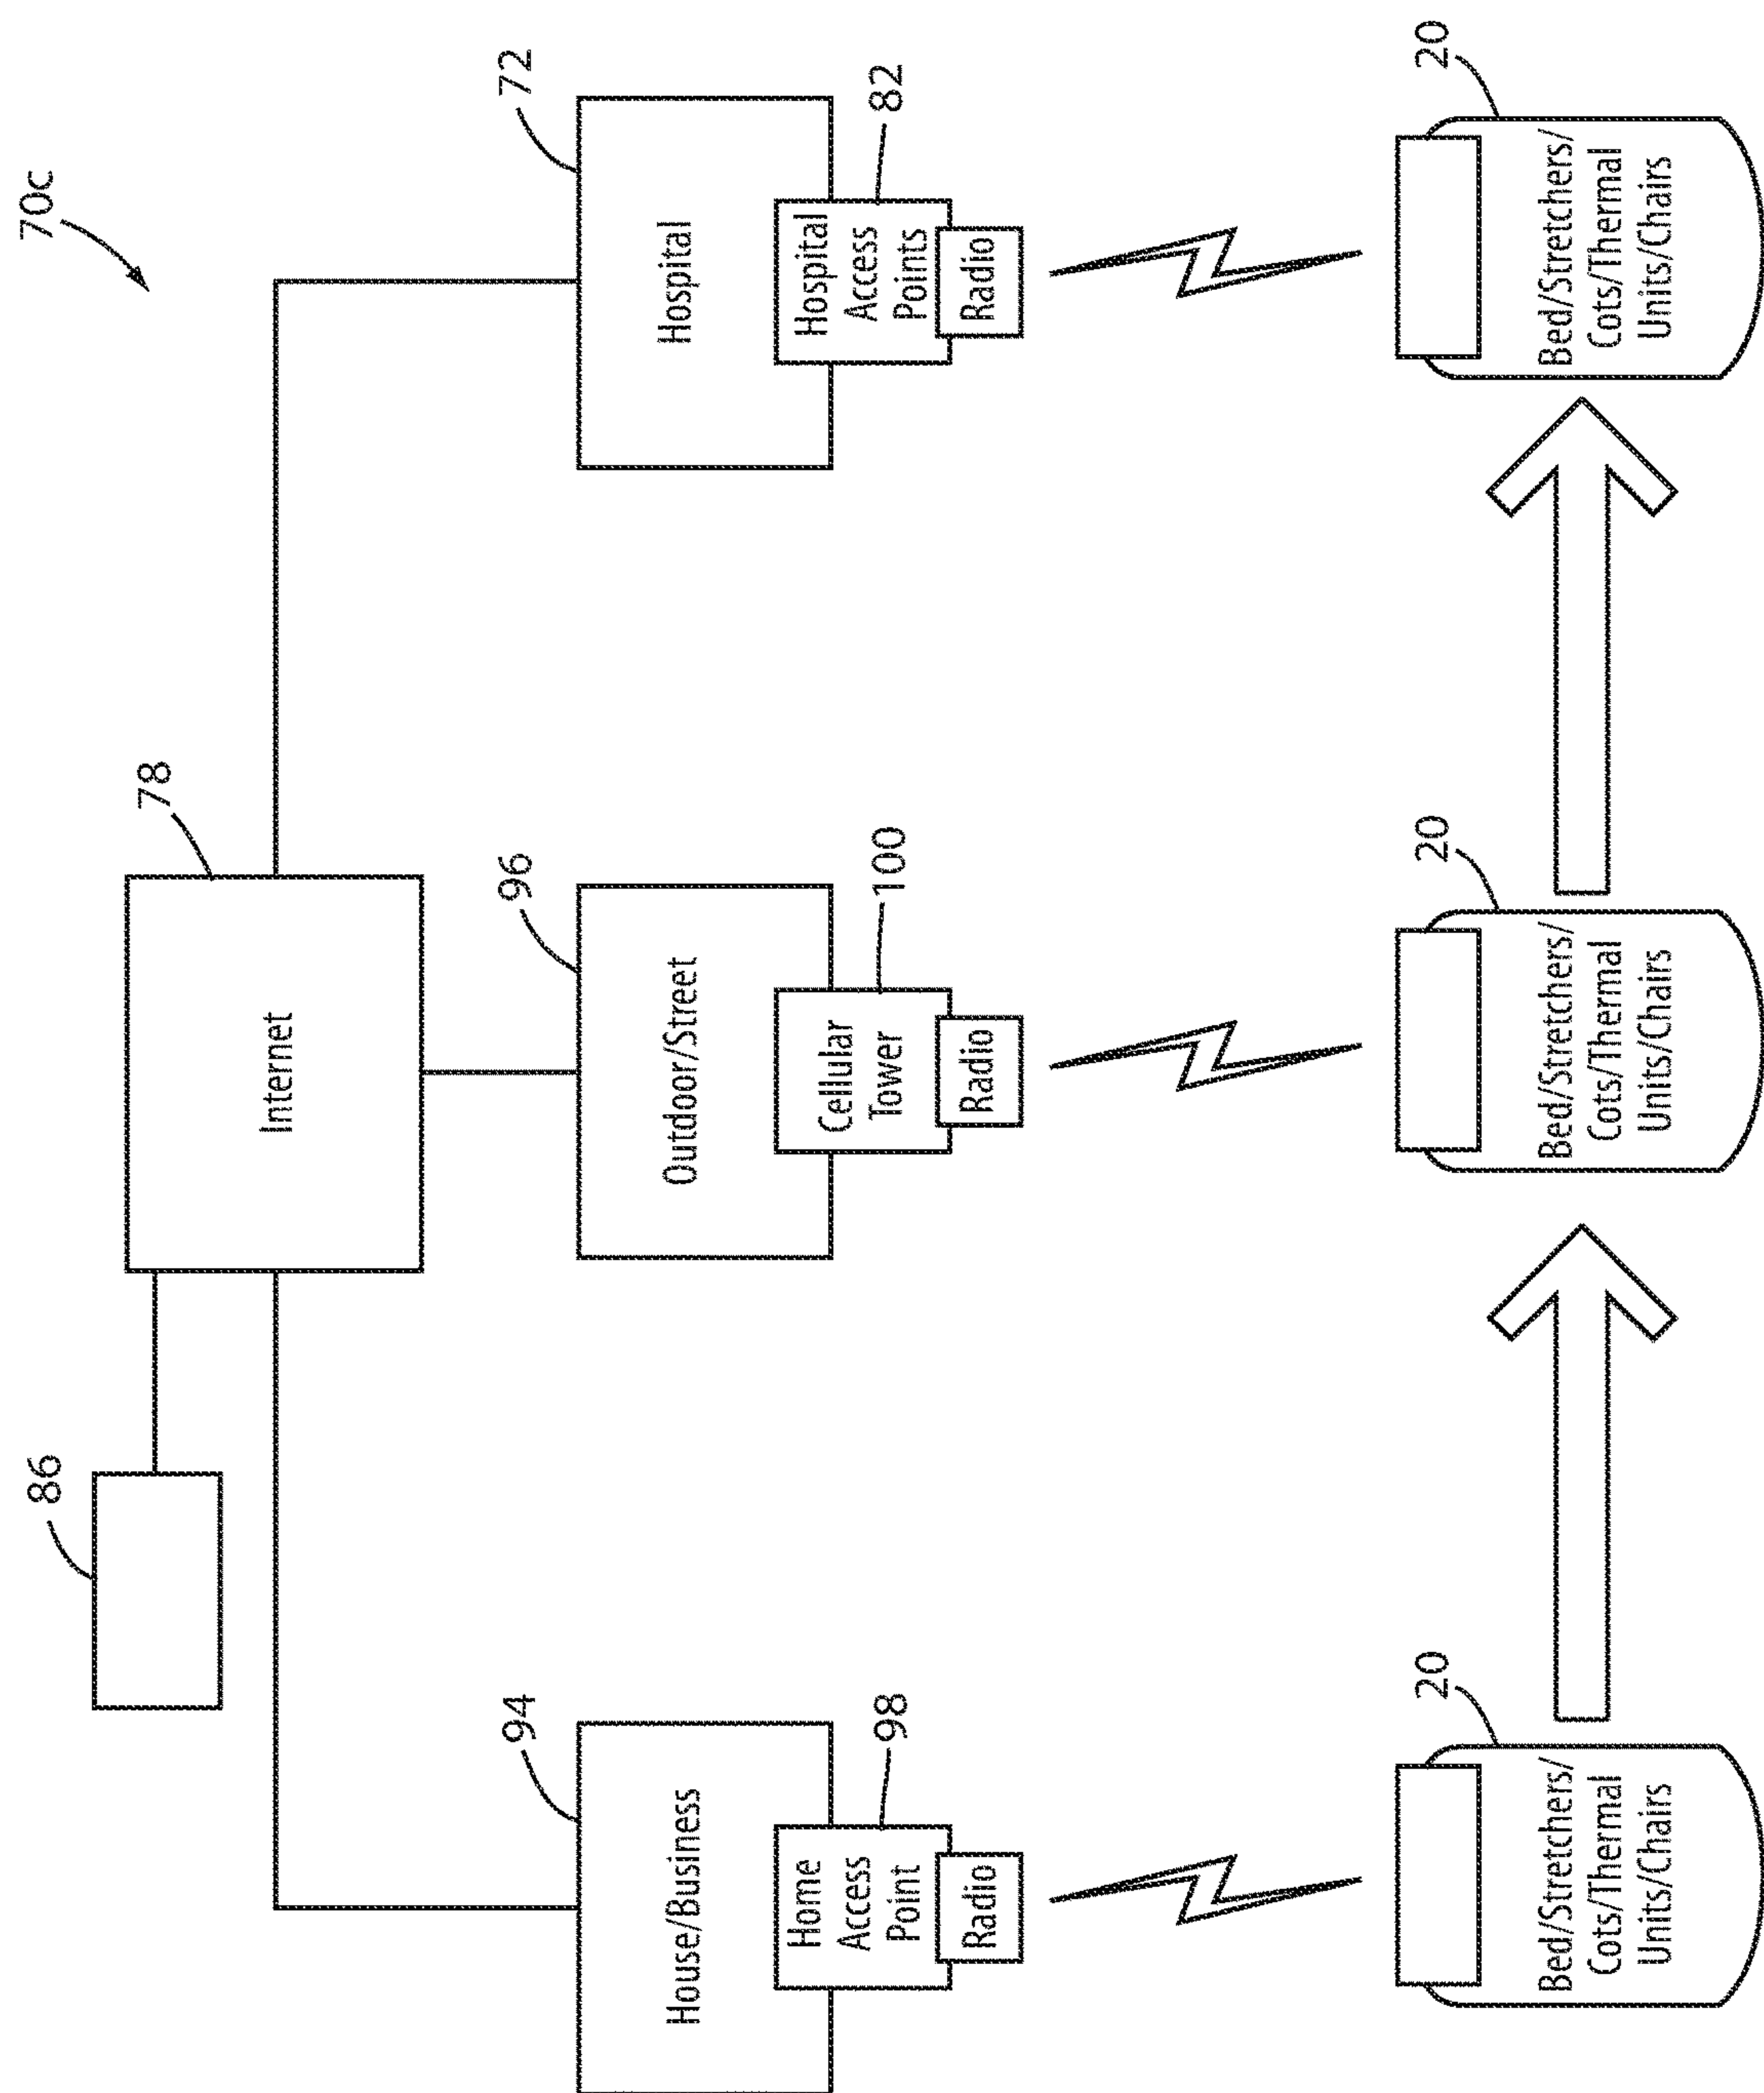 70c
86
78
Internet
94
House/Business
Home
Access
Point
98
Radio
96
Outdoor/Street
Cellular
Tower
100
Radio
72
Hospital
Hospital
Access
Points
82
Radio
20
Bed/Stretchers/
Cots/Thermal
Units/Chairs
20
Bed/Stretchers/
Cots/Thermal
Units/Chairs
20
Bed/Stretchers/
Cots/Thermal
Units/Chairs